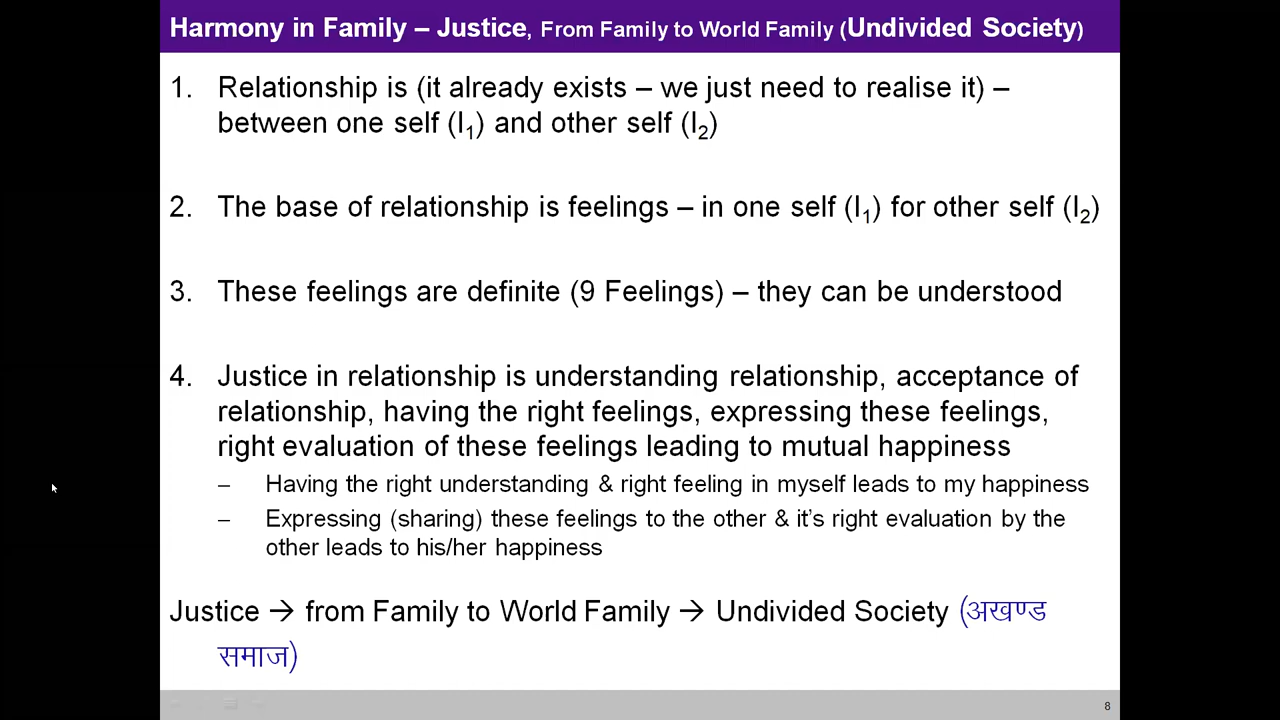 Harmony in Family – Justice, From Family to World Family (Undivided Society)
1. Relationship is (it already exists – we just need to realise it) –
between one self (I1) and other self (I2)
2. The base of relationship is feelings – in one self (I1) for other self (I2)
3. These feelings are definite (9 Feelings) – they can be understood
4. Justice in relationship is understanding relationship, acceptance of
relationship, having the right feelings, expressing these feelings,
right evaluation of these feelings leading to mutual happiness
– Having the right understanding & right feeling in myself leads to my happiness
– Expressing (sharing) these feelings to the other & it's right evaluation by the
other leads to his/her happiness
Justice → from Family to World Family → Undivided Society (अखण्ड
समाज)
8